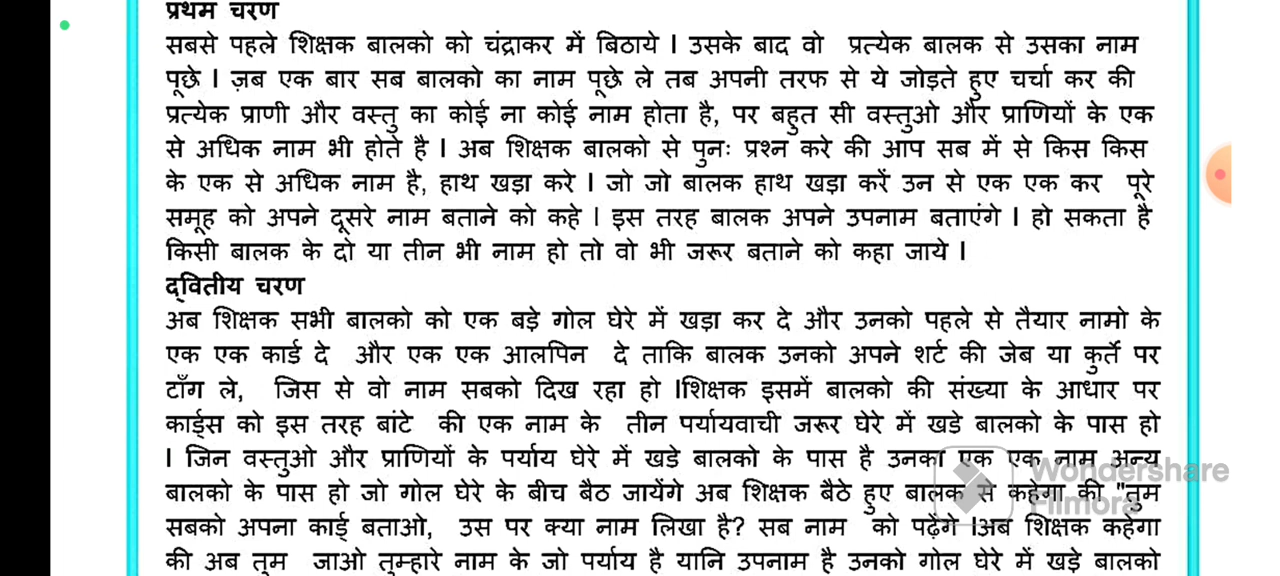 प्रथम चरण
सबसे पहले शिक्षक बालको को चंद्राकर में बिठाये । उसके बाद वो प्रत्येक बालक से उसका नाम
पूछे । ज़ब एक बार सब बालको का नाम पूछे ले तब अपनी तरफ से ये जोड़ते हुए चर्चा कर की
प्रत्येक प्राणी और वस्तु का कोई ना कोई नाम होता है, पर बहुत सी वस्तुओ और प्राणियों के एक
से अधिक नाम भी होते है । अब शिक्षक बालको से पुनः प्रश्न करे की आप सब में से किस किस
के एक से अधिक नाम है, हाथ खड़ा करे । जो जो बालक हाथ खड़ा करें उन से एक एक कर पूरे
समूह को अपने दूसरे नाम बताने को कहे । इस तरह बालक अपने उपनाम बताएंगे । हो सकता है
किसी बालक के दो या तीन भी नाम हो तो वो भी जरूर बताने को कहा जाये ।
द्वितीय चरण
अब शिक्षक सभी बालको को एक बड़े गोल घेरे में खड़ा कर दे और उनको पहले से तैयार नामो के
एक एक कार्ड दे और एक एक आलपिन दे ताकि बालक उनको अपने शर्ट की जेब या कुर्ते पर
टाँग ले, जिस से वो नाम सबको दिख रहा हो ।शिक्षक इसमें बालको की संख्या के आधार पर
कार्ड्स को इस तरह बांटे की एक नाम के तीन पर्यायवाची जरूर घेरे में खडे बालको के पास हो
। जिन वस्तुओ और प्राणियों के पर्याय घेरे में खडे बालको के पास है उनका एक एक नाम अन्य
बालको के पास हो जो गोल घेरे के बीच बैठ जायेंगे अब शिक्षक बैठे हुए बालक से कहेगा की "तुम
सबको अपना कार्ड् बताओ, उस पर क्या नाम लिखा है? सब नाम को पढ़ेंगे ।अब शिक्षक कहेगा
की अब तुम जाओ तुम्हारे नाम के जो पर्याय है यानि उपनाम है उनको गोल घेरे में खड़े बालको
Wondershare
Filmora